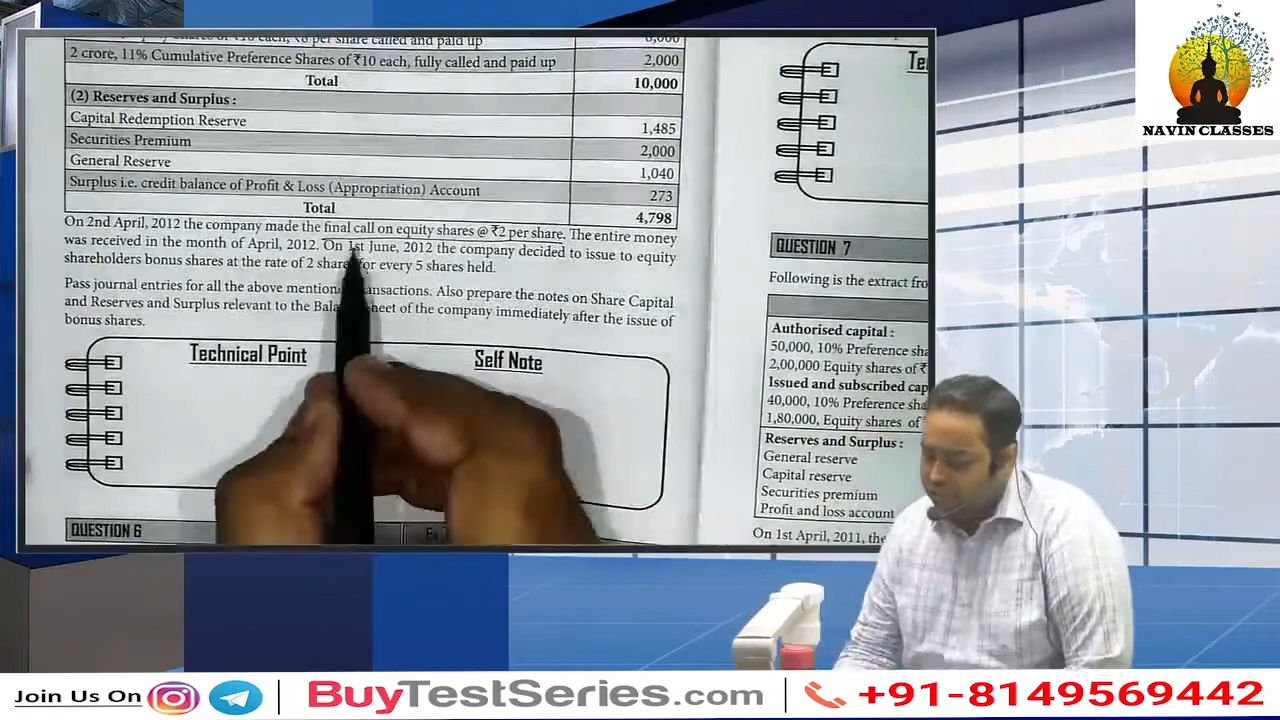 each, ₹8 per share called and paid up
2 crore, 11% Cumulative Preference Shares of ₹10 each, fully called and paid up 2,000
Total 10,000
(2) Reserves and Surplus :
Capital Redemption Reserve 1,485
Securities Premium 2,000
General Reserve 1,040
Surplus i.e. credit balance of Profit & Loss (Appropriation) Account 273
Total 4,798
On 2nd April, 2012 the company made the final call on equity shares @ ₹2 per share. The entire money
was received in the month of April, 2012. On 1st June, 2012 the company decided to issue to equity
shareholders bonus shares at the rate of 2 for every 5 shares held.
Pass journal entries for all the above Also prepare the notes on Share Capital
and Reserves and Surplus relevant to the of the company immediately after the issue of
bonus shares.
Technical Point Self Note
QUESTION 6
QUESTION 7
Following is the extract
Authorised capital :
50,000, 10% Preference
2,00,000 Equity shares of ₹
Issued and subscribed
40,000, 10% Preference
1,80,000, Equity shares of
Reserves and Surplus :
General reserve
Capital reserve
Securities premium
Profit and loss account
On 1st April, 2011, the
NAVIN CLASSES
Join Us On
BuyTestSeries.com
+91-8149569442